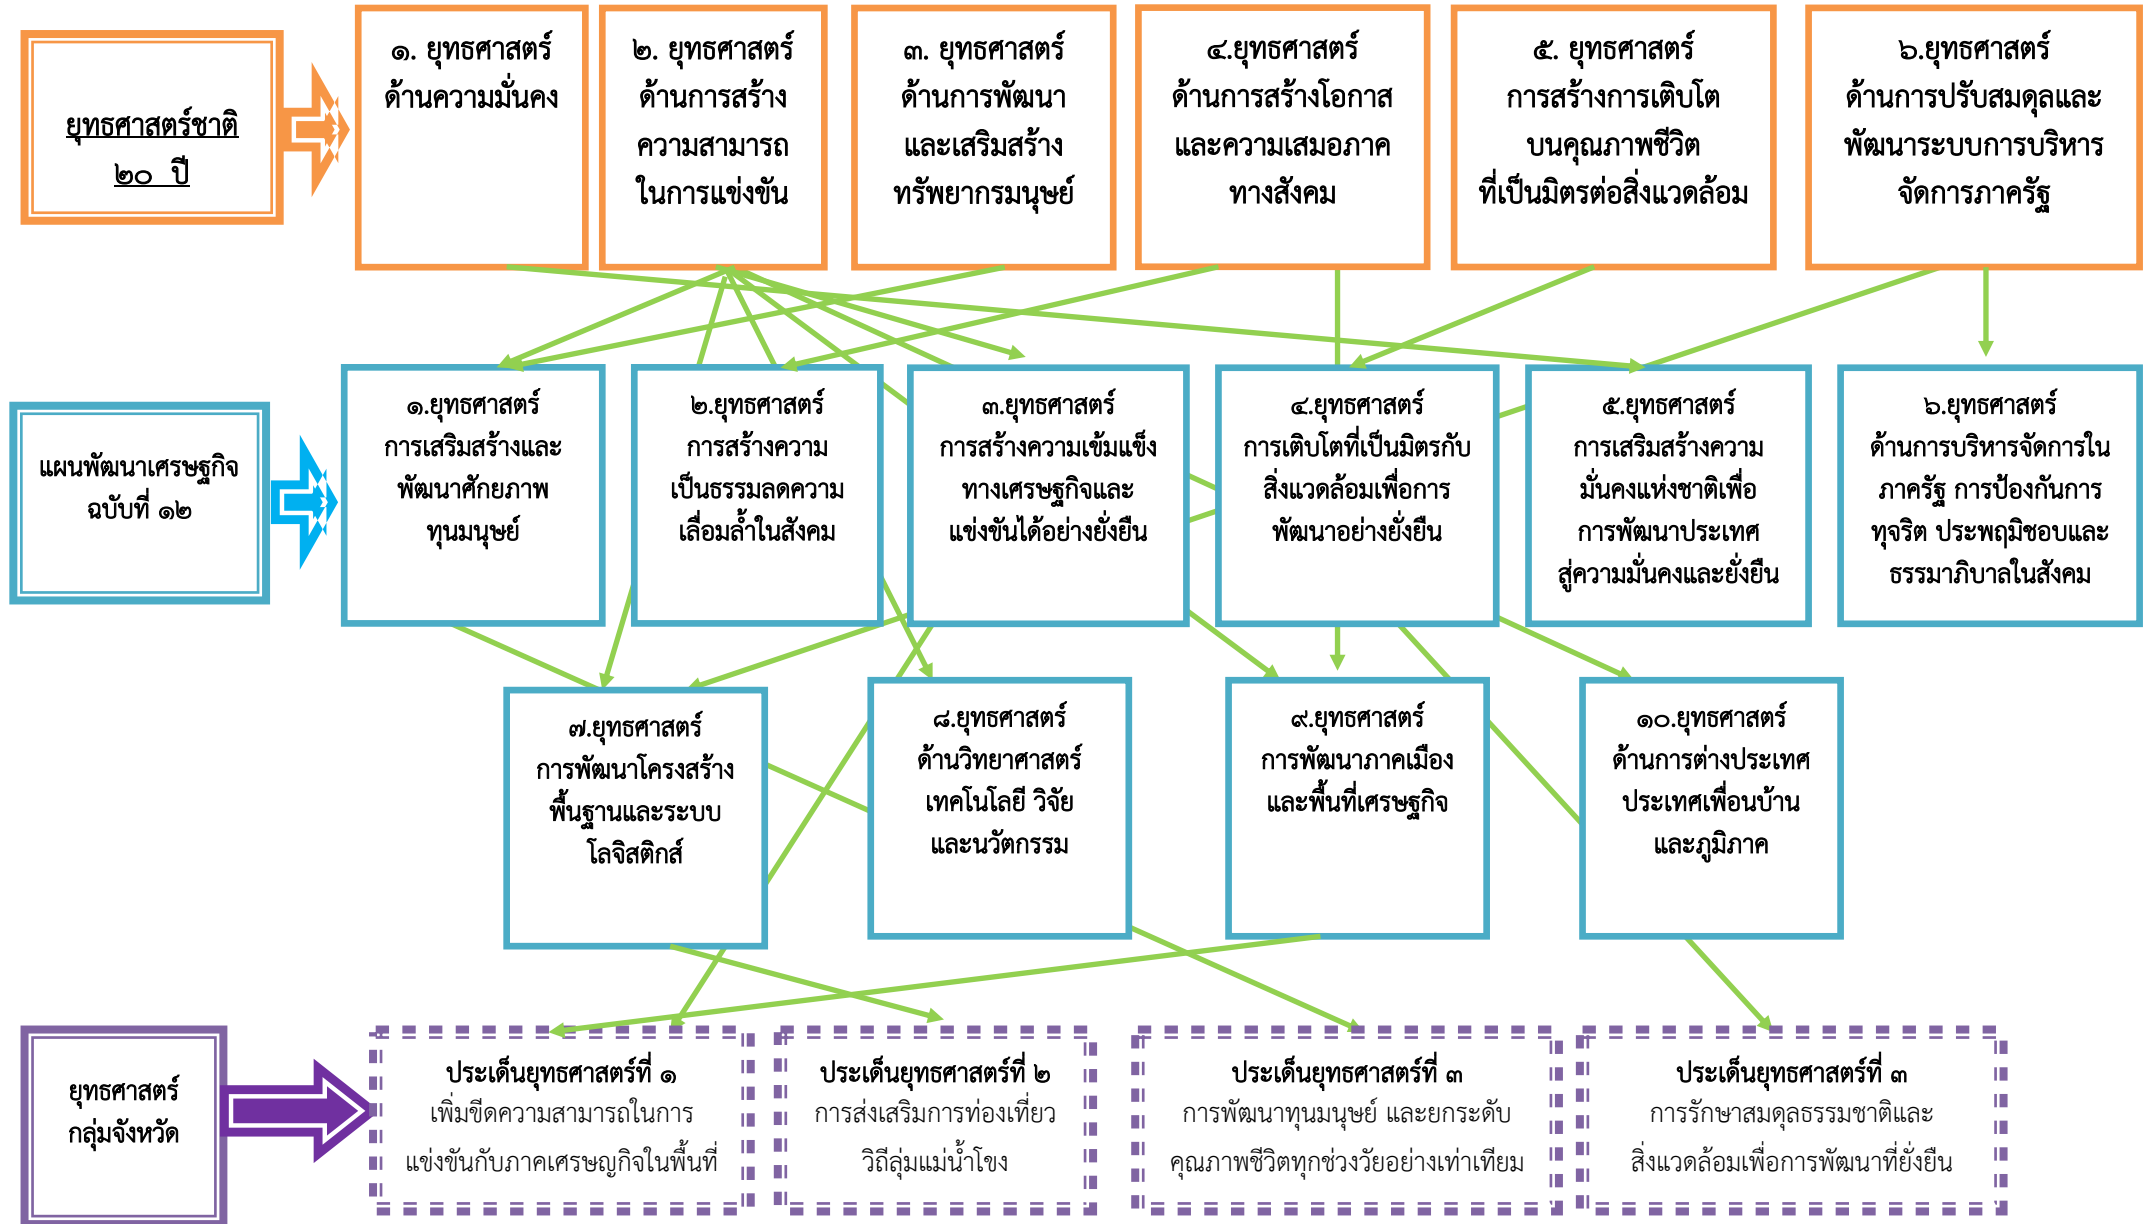 ยุทธศาสตร์ชาติ
๒๐ ปี
๑. ยุทธศาสตร์
ด้านความมั่นคง
๒. ยุทธศาสตร์
ด้านการสร้าง
ความสามารถ
ในการแข่งขัน
๓. ยุทธศาสตร์
ด้านการพัฒนา
และเสริมสร้าง
ทรัพยากรมนุษย์
๔.ยุทธศาสตร์
ด้านการสร้างโอกาส
และความเสมอภาค
ทางสังคม
๕. ยุทธศาสตร์
การสร้างการเติบโต
บนคุณภาพชีวิต
ที่เป็นมิตรต่อสิ่งแวดล้อม
๖.ยุทธศาสตร์
ด้านการปรับสมดุลและ
พัฒนาระบบการบริหาร
จัดการภาครัฐ
แผนพัฒนาเศรษฐกิจ
ฉบับที่ ๑๒
๑.ยุทธศาสตร์
การเสริมสร้างและ
พัฒนาศักยภาพ
ทุนมนุษย์
๒.ยุทธศาสตร์
การสร้างความ
เป็นธรรมลดความ
เลื่อมล้ำในสังคม
๓.ยุทธศาสตร์
การสร้างความเข้มแข็ง
ทางเศรษฐกิจและ
แข่งขันได้อย่างยั่งยืน
๔.ยุทธศาสตร์
การเติบโตที่เป็นมิตรกับ
สิ่งแวดล้อมเพื่อการ
พัฒนาอย่างยั่งยืน
๕.ยุทธศาสตร์
การเสริมสร้างความ
มั่นคงแห่งชาติเพื่อ
การพัฒนาประเทศ
สู่ความมั่นคงและยั่งยืน
๖.ยุทธศาสตร์
ด้านการบริหารจัดการใน
ภาครัฐ การป้องกันการ
ทุจริต ประพฤมิชอบและ
ธรรมาภิบาลในสังคม
๗.ยุทธศาสตร์
การพัฒนาโครงสร้าง
พื้นฐานและระบบ
โลจิสติกส์
๘.ยุทธศาสตร์
ด้านวิทยาศาสตร์
เทคโนโลยี วิจัย
และนวัตกรรม
๙.ยุทธศาสตร์
การพัฒนาภาคเมือง
และพื้นที่เศรษฐกิจ
๑๐.ยุทธศาสตร์
ด้านการต่างประเทศ
ประเทศเพื่อนบ้าน
และภูมิภาค
ยุทธศาสตร์
กลุ่มจังหวัด
ประเด็นยุทธศาสตร์ที่ ๑
เพิ่มขีดความสามารถในการ
แข่งขันกับภาคเศรษญกิจในพื้นที่
ประเด็นยุทธศาสตร์ที่ ๒
การส่งเสริมการท่องเที่ยว
วิถีลุ่มแม่น้ำโขง
ประเด็นยุทธศาสตร์ที่ ๓
การพัฒนาทุนมนุษย์ และยกระดับ
คุณภาพชีวิตทุกช่วงวัยอย่างเท่าเทียม
ประเด็นยุทธศาสตร์ที่ ๓
การรักษาสมดุลธรรมชาติและ
สิ่งแวดล้อมเพื่อการพัฒนาที่ยั่งยืน